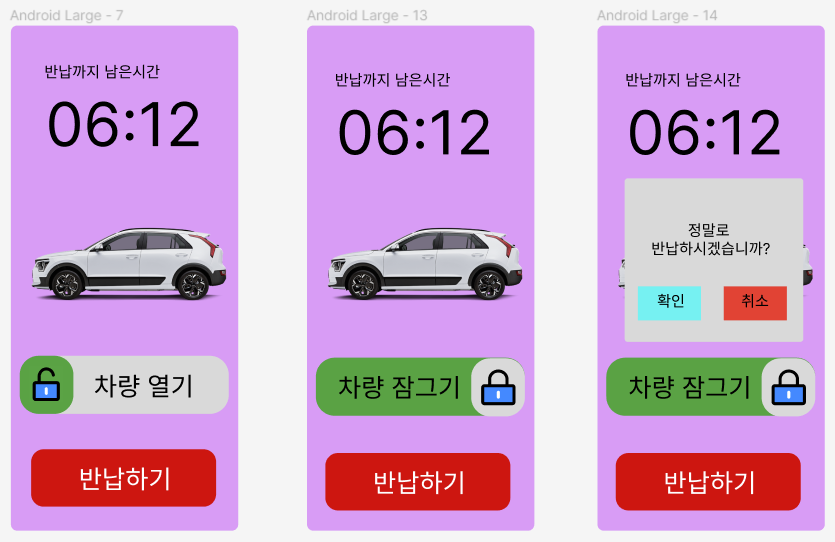 Android Large - 7
반납까지 남은시간
06:12
차량 열기
반납하기
Android Large - 13
반납까지 남은시간
06:12
차량 잠그기
반납하기
Android Large - 14
반납까지 남은시간
06:12
정말로
반납하시겠습니까?
확인
취소
차량 잠그기
반납하기